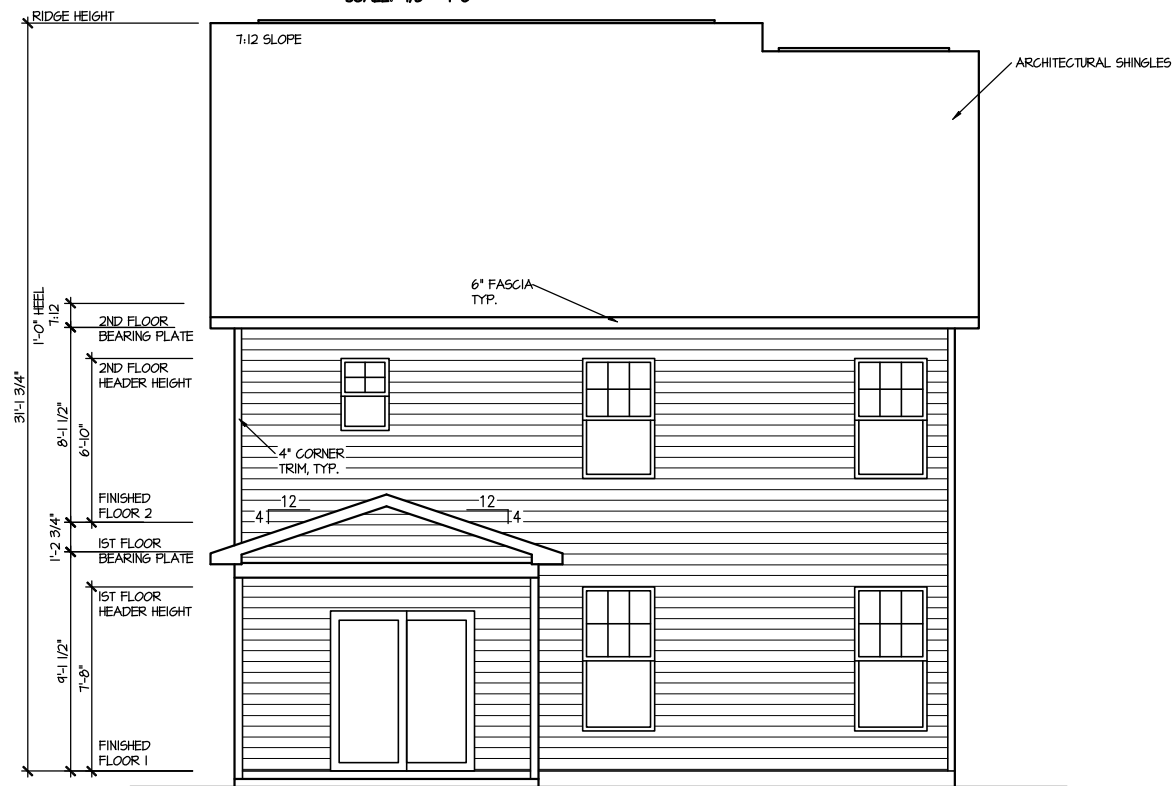 RIDGE HEIGHT
7:12 SLOPE
ARCHITECTURAL SHINGLES
6" FASCIA
TYP.
1'-0" HEEL
7:12
2ND FLOOR
BEARING PLATE
2ND FLOOR
HEADER HEIGHT
31'-1 3/4"
8'-1 1/2"
6'-10"
4" CORNER
TRIM, TYP.
FINISHED
FLOOR 2
12
4
12
4
1'-2 3/4"
1ST FLOOR
BEARING PLATE
1ST FLOOR
HEADER HEIGHT
9'-1 1/2"
7'-8"
FINISHED
FLOOR 1